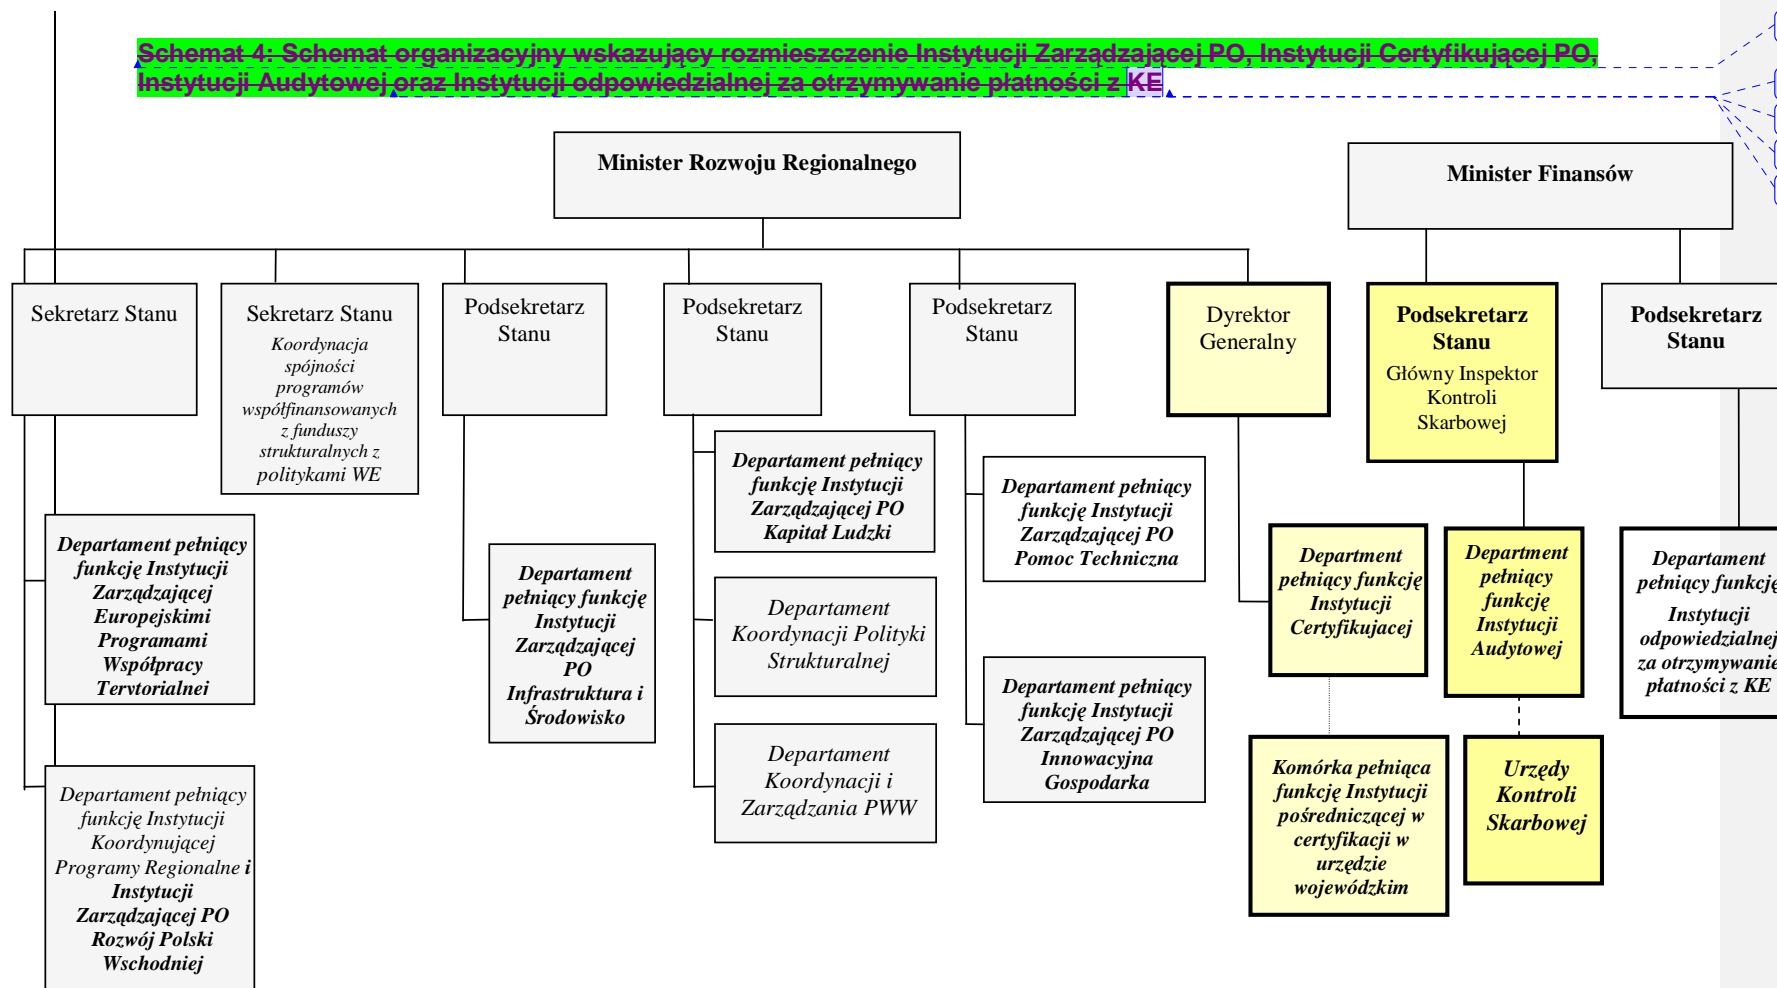 Schemat 4: Schemat organizacyjny wskazujący rozmieszczenie Instytucji Zarządzającej PO, Instytucji Certyfikującej PO,
Instytucji Audytowej oraz Instytucji odpowiedzialnej za otrzymywanie płatności z KE
Minister Rozwoju Regionalnego
Minister Finansów
Sekretarz Stanu
Sekretarz Stanu
Koordynacja
spójności
programów
współfinansowanych
z funduszy
strukturalnych z
politykami WE
Podsekretarz
Stanu
Podsekretarz
Stanu
Podsekretarz
Stanu
Dyrektor
Generalny
Podsekretarz
Stanu
Główny Inspektor
Kontroli
Skarbowej
Podsekretarz
Stanu
Departament pełniący
funkcję Instytucji
Zarządzającej
Europejskimi
Programami
Współpracy
Terytorialnej
Departament pełniący
funkcję Instytucji
Koordynującej
Programy Regionalne i
Instytucji
Zarządzającej PO
Rozwój Polski
Wschodniej
Departament
pełniący funkcję
Instytucji
Zarządzającej
PO
Infrastruktura i
Środowisko
Departament pełniący
funkcję Instytucji
Zarządzającej PO
Kapitał Ludzki
Departament
Koordynacji Polityki
Strukturalnej
Departament
Koordynacji i
Zarządzania PWW
Departament pełniący
funkcję Instytucji
Zarządzającej PO
Pomoc Techniczna
Departament pełniący
funkcję Instytucji
Zarządzającej PO
Innowacyjna
Gospodarka
Department
pełniący funkcję
Instytucji
Certyfikujacej
Komórka pełniąca
funkcję Instytucji
pośredniczącej w
certyfikacji w
urzędzie
wojewódzkim
Department
pełniący
funkcję
Instytucji
Audytowej
Urzędy
Kontroli
Skarbowej
Departament
pełniący funkcję
Instytucji
odpowiedzialnej
za otrzymywanie
płatności z KE